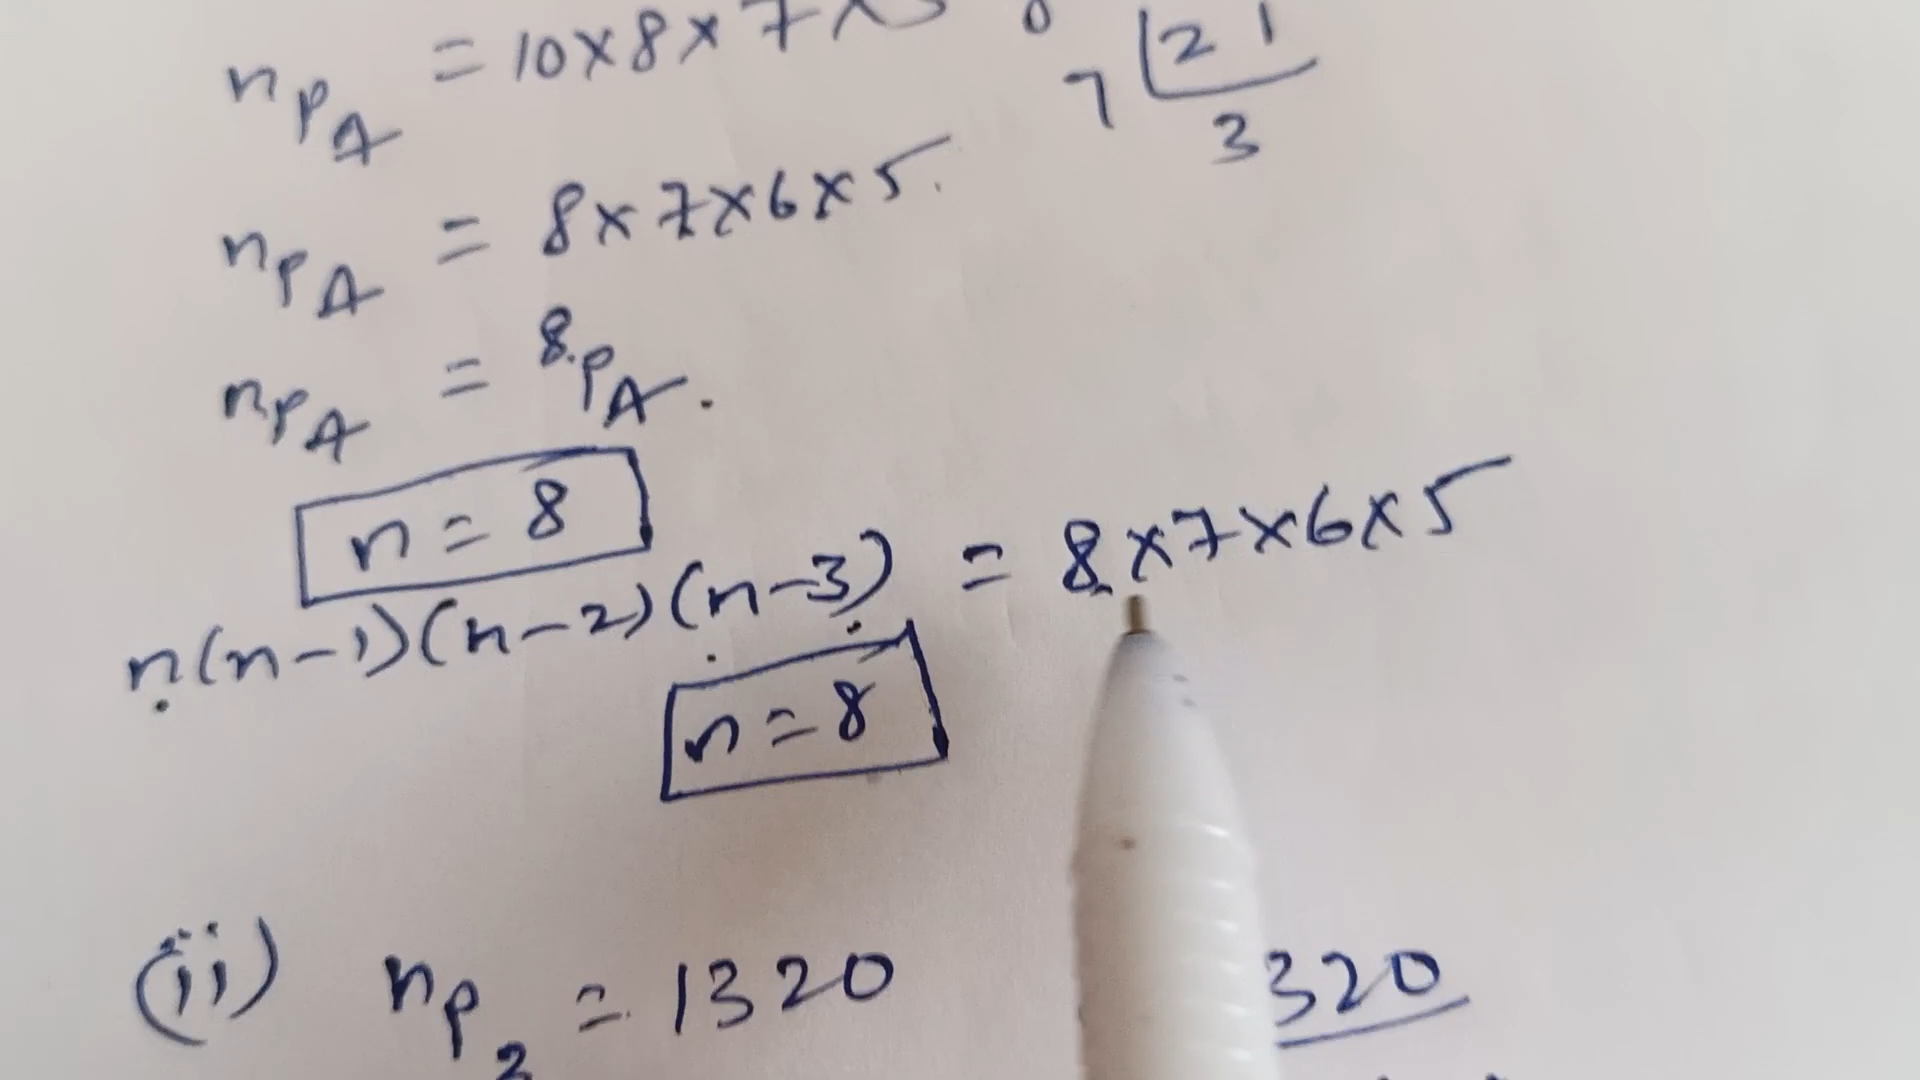 nP4 = 10×8×7×3
7 | 21
3
nP4 = 8×7×6×5.
nP4 = 8P4.
n = 8
n(n-1)(n-2)(n-3) = 8×7×6×5
n = 8
(ii) nP2 = 1320
320